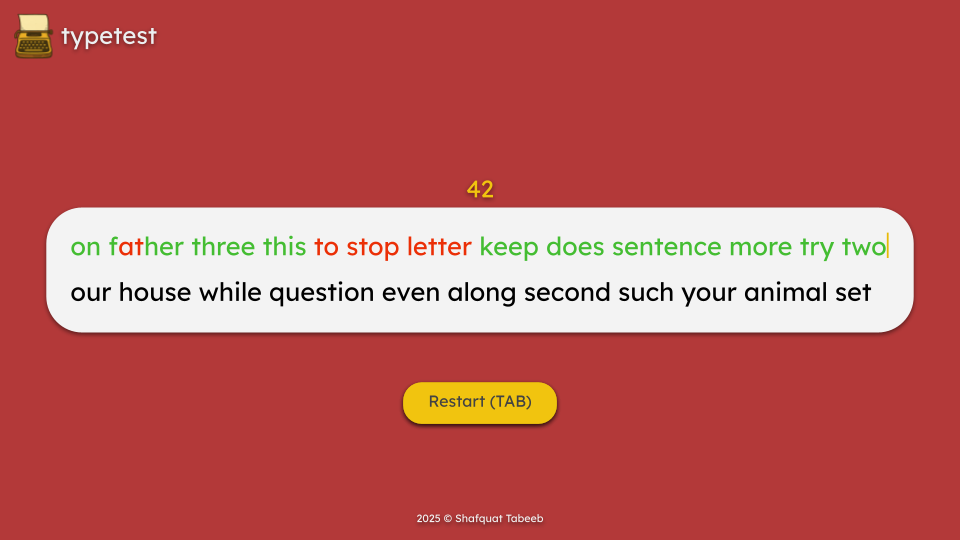 typetest
42
on father three this to stop letter keep does sentence more try two
our house while question even along second such your animal set
Restart (TAB)
2025 © Shafquat Tabeeb